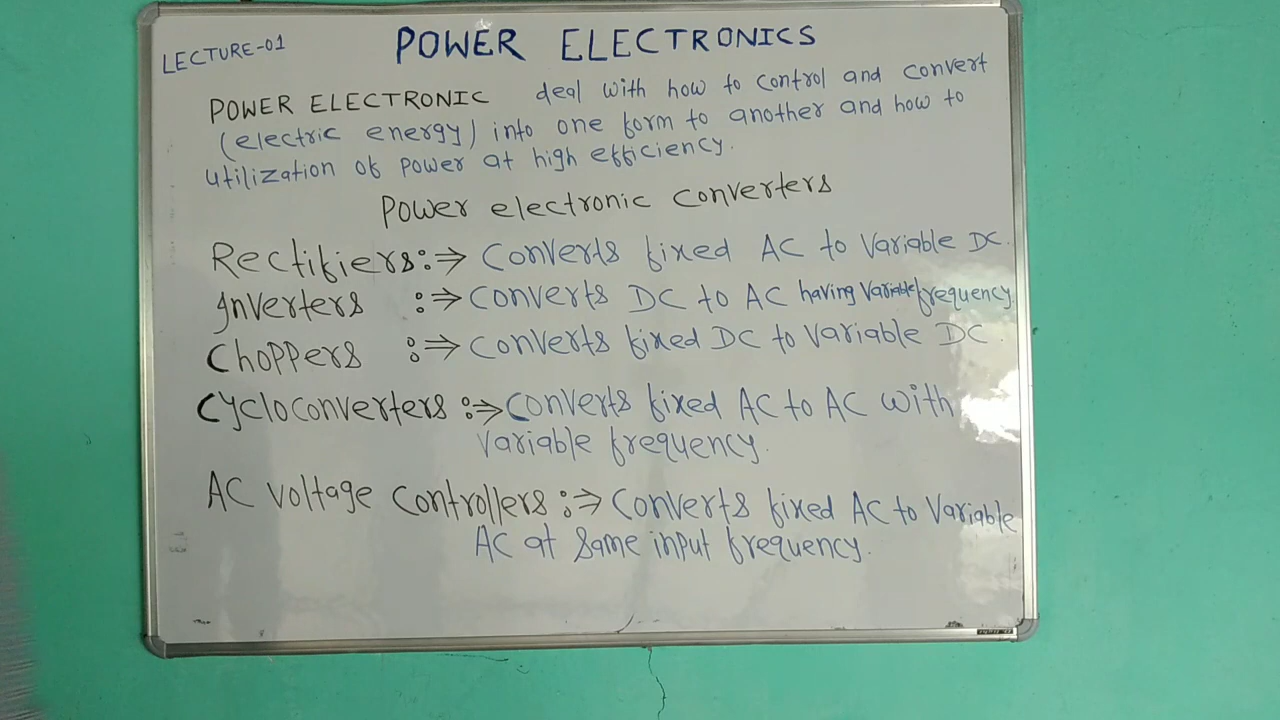 LECTURE-01
POWER ELECTRONICS
POWER ELECTRONIC deal with how to control and convert
(electric energy) into one form to another and how to
utilization of power at high efficiency.
Power electronic converters
Rectifiers :⇒ Converts fixed AC to Variable DC.
Inverters :⇒ Converts DC to AC having Variable frequency.
Choppers :⇒ Converts fixed DC to Variable DC.
Cycloconverters :⇒ Converts fixed AC to AC with
Variable frequency.
AC Voltage Controllers :⇒ Converts fixed AC to Variable
AC at same input frequency.